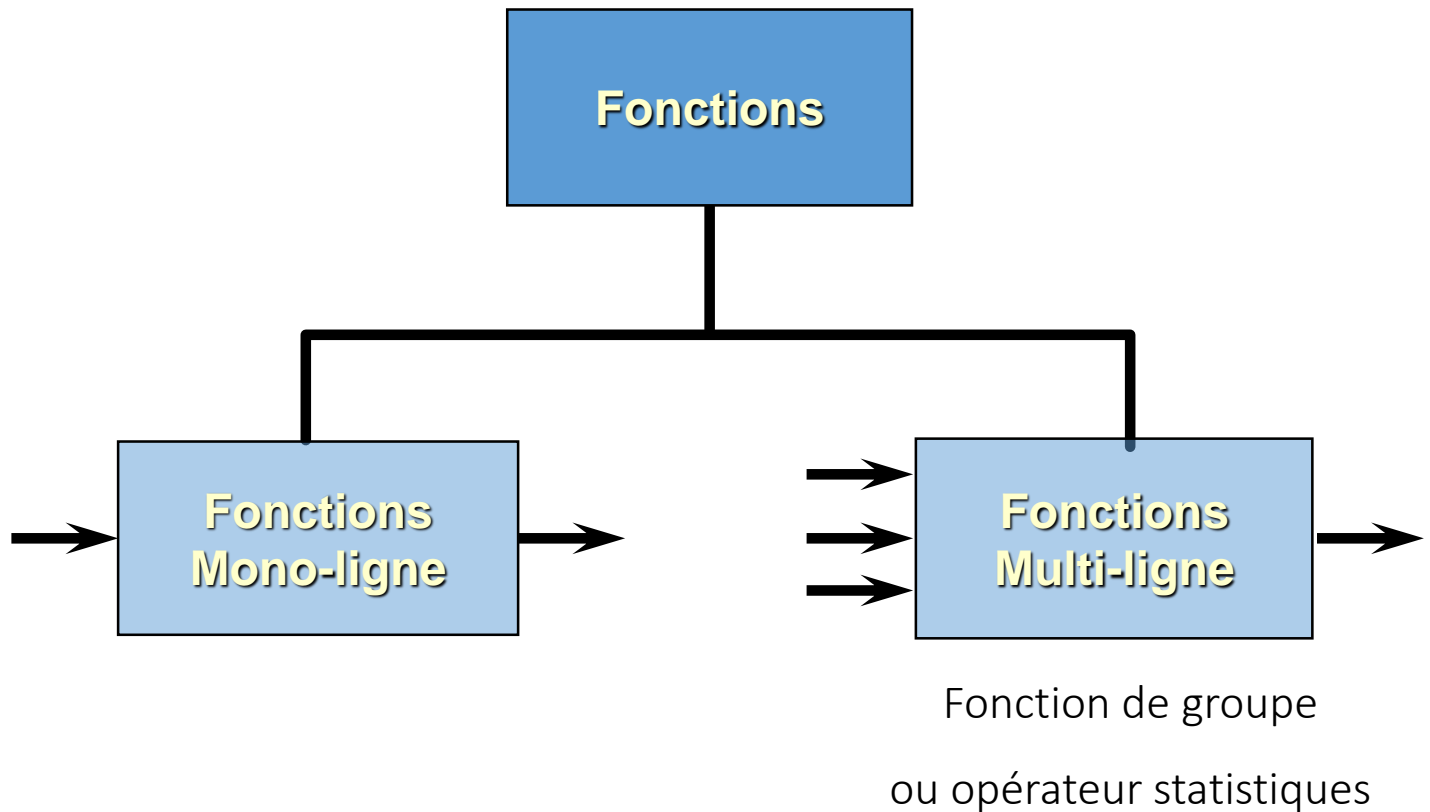 Fonctions
Fonctions
Mono-ligne
Fonctions
Multi-ligne
Fonction de groupe
ou opérateur statistiques